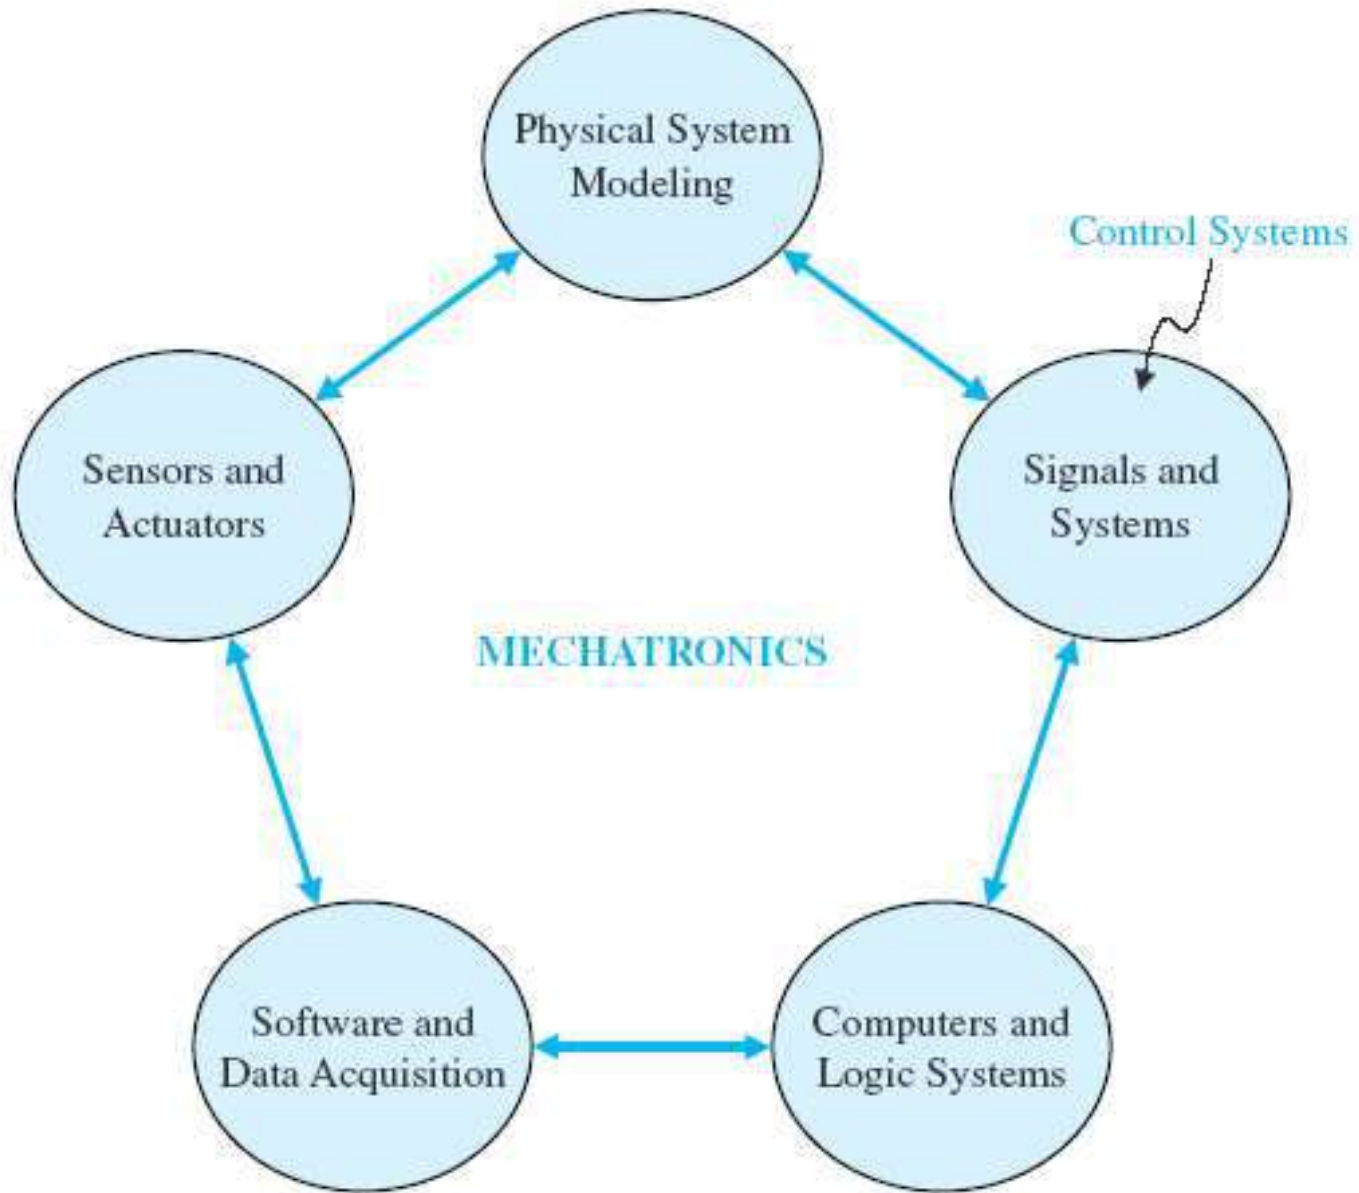 Physical System
Modeling
Control Systems
Sensors and
Actuators
Signals and
Systems
MECHATRONICS
Software and
Data Acquisition
Computers and
Logic Systems